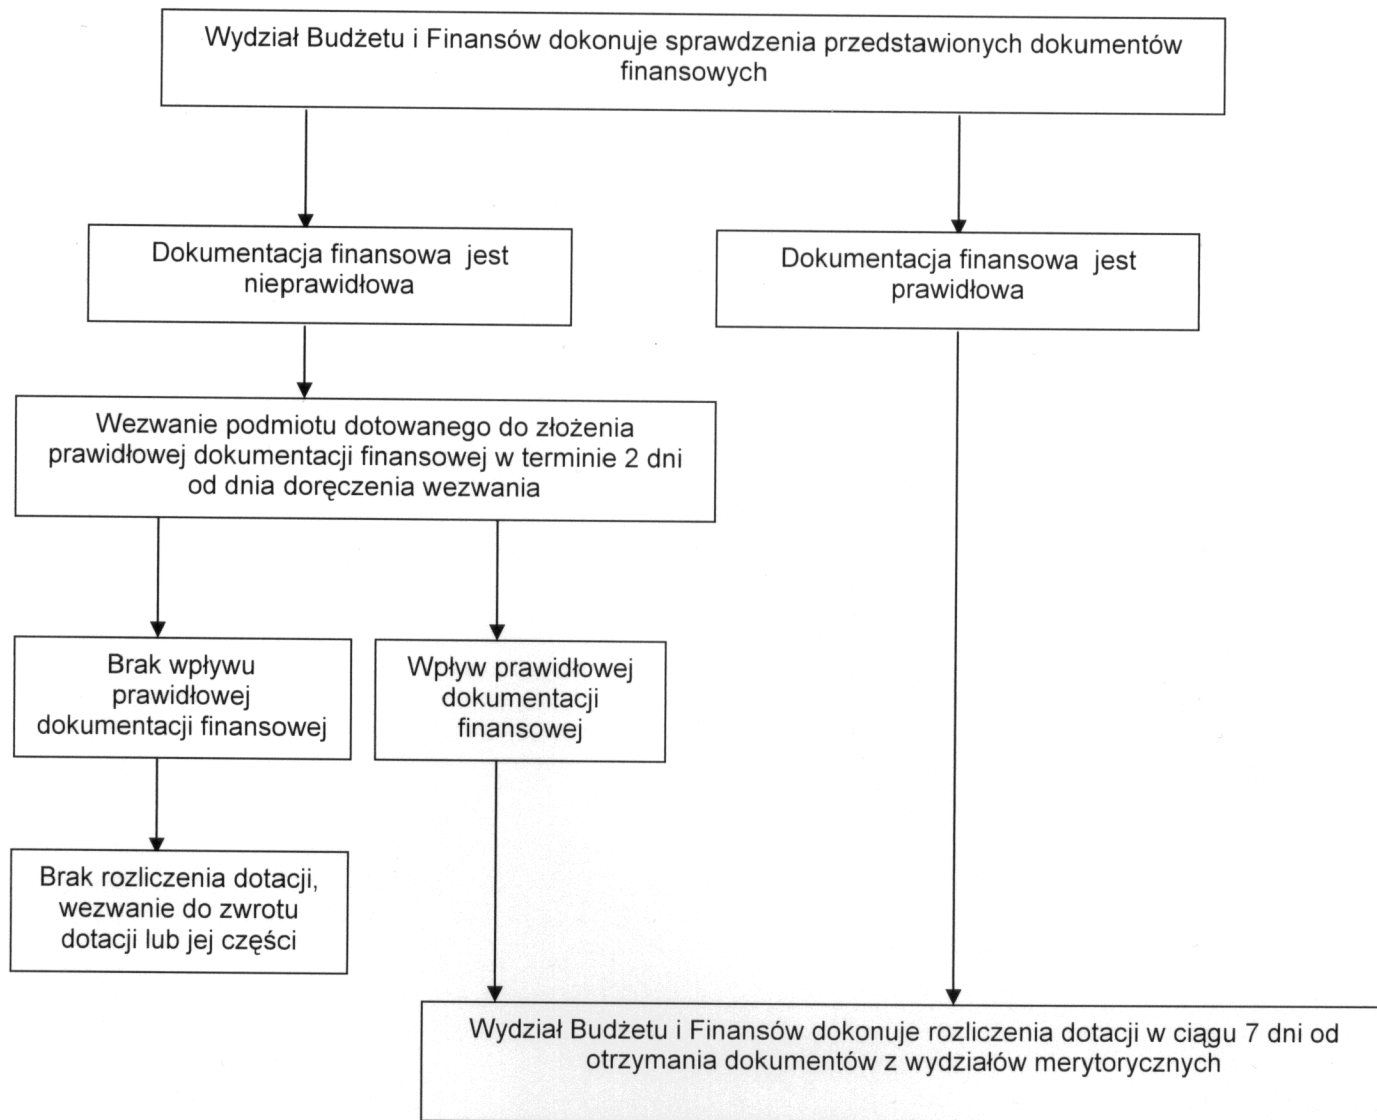 Wydział Budżetu i Finansów dokonuje sprawdzenia przedstawionych dokumentów
finansowych
Dokumentacja finansowa jest
nieprawidłowa
Dokumentacja finansowa jest
prawidłowa
Wezwanie podmiotu dotowanego do złożenia
prawidłowej dokumentacji finansowej w terminie 2 dni
od dnia doręczenia wezwania
Brak wpływu
prawidłowej
dokumentacji finansowej
Wpływ prawidłowej
dokumentacji
finansowej
Brak rozliczenia dotacji,
wezwanie do zwrotu
dotacji lub jej części
Wydział Budżetu i Finansów dokonuje rozliczenia dotacji w ciągu 7 dni od
otrzymania dokumentów z wydziałów merytorycznych